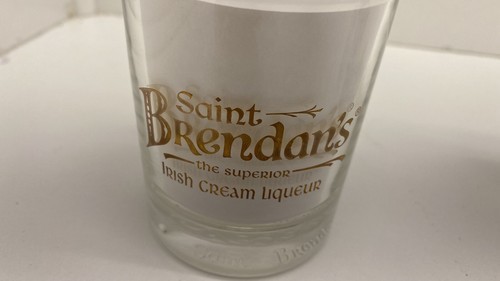 Saint
Brendan's
the superior
Irish Cream Liqueur